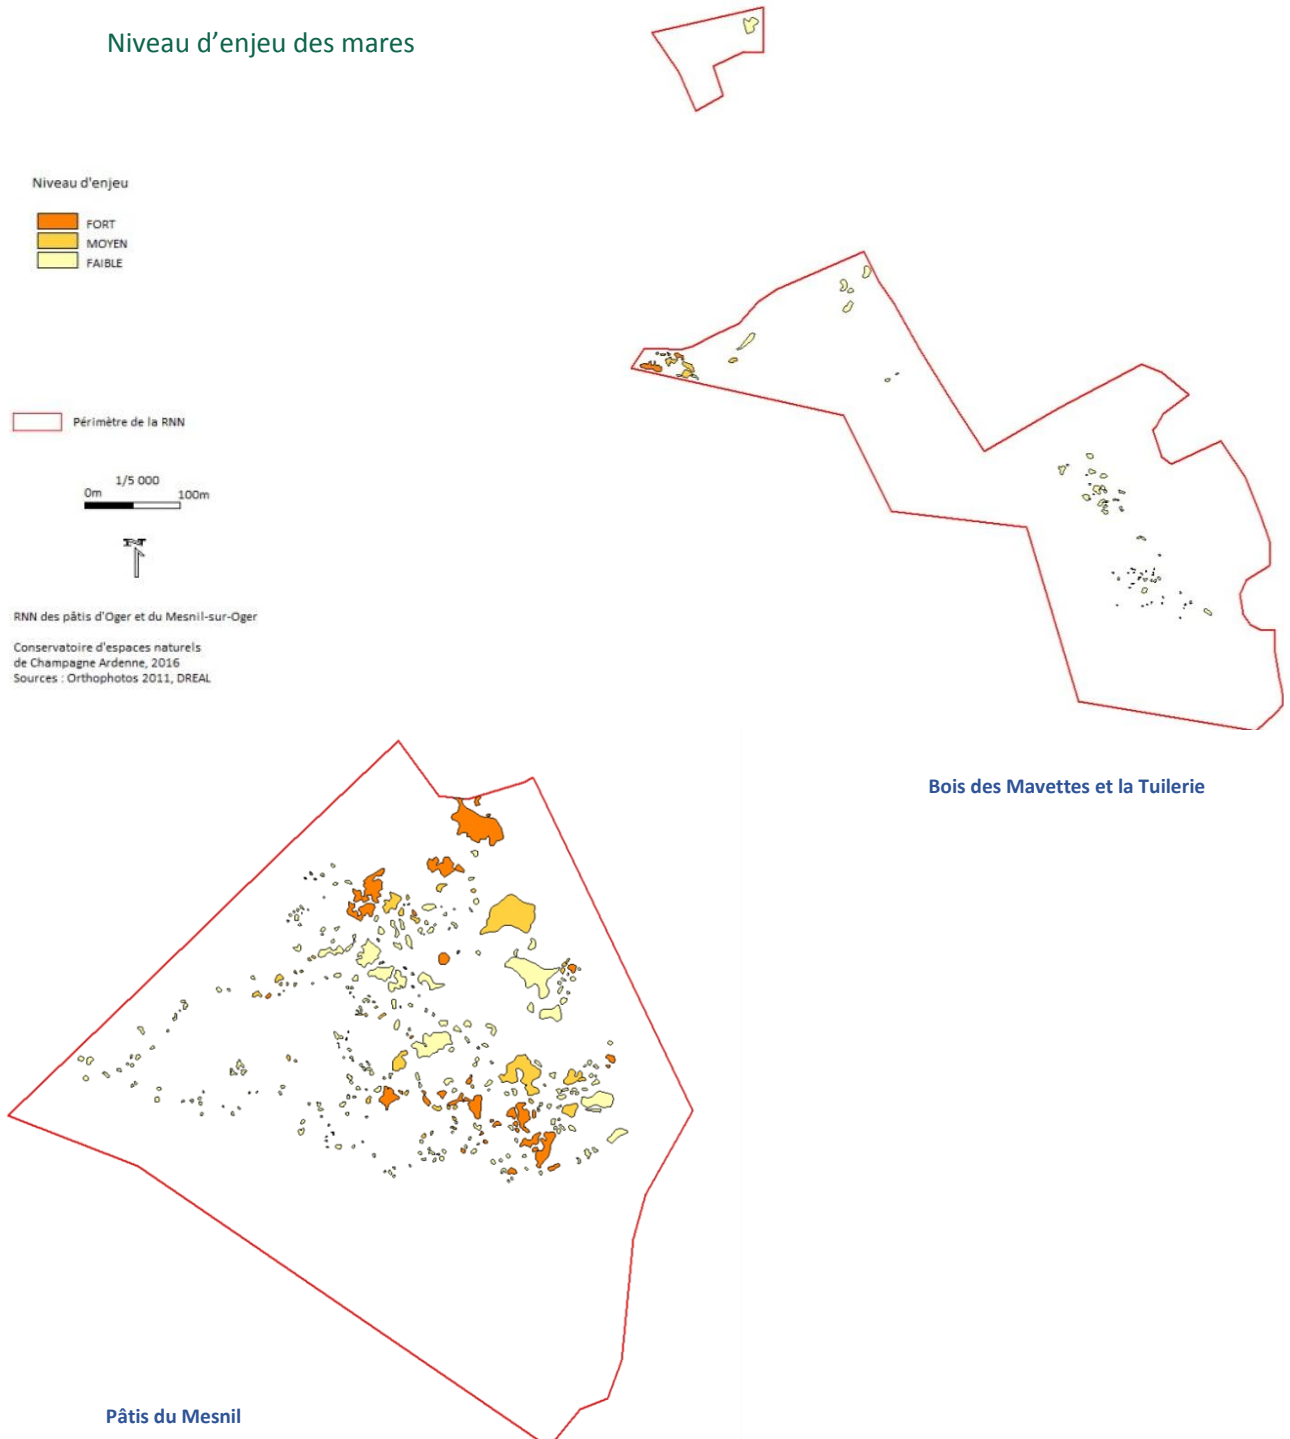 Niveau d'enjeu des mares
Niveau d'enjeu
FORT
MOYEN
FAIBLE
Périmètre de la RNN
1/5 000
0m 100m
N
RNN des pâtis d'Oger et du Mesnil-sur-Oger
Conservatoire d'espaces naturels
de Champagne Ardenne, 2016
Sources : Orthophotos 2011, DREAL
Bois des Mavettes et la Tuilerie
Pâtis du Mesnil